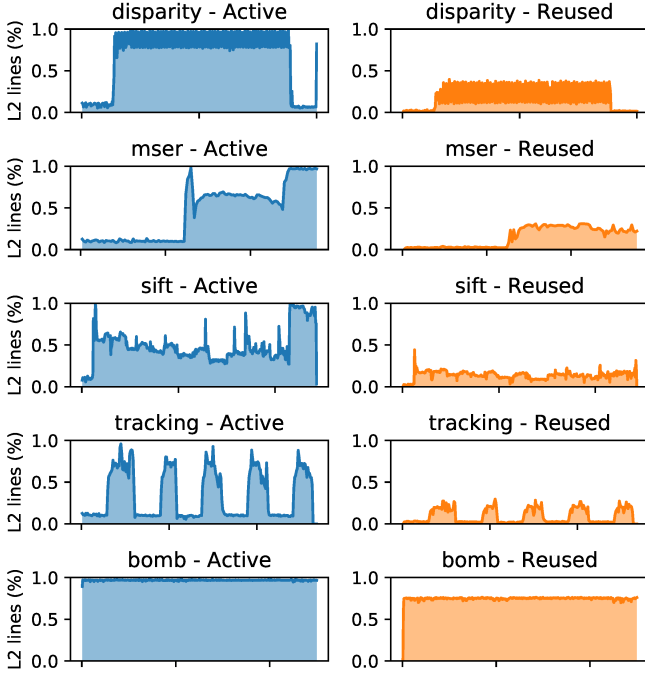 disparity - Active
disparity - Reused
L2 lines (%)
1.0
0.5
0.0
1.0
0.5
0.0
mser - Active
mser - Reused
L2 lines (%)
1.0
0.5
0.0
1.0
0.5
0.0
sift - Active
sift - Reused
L2 lines (%)
1.0
0.5
0.0
1.0
0.5
0.0
tracking - Active
tracking - Reused
L2 lines (%)
1.0
0.5
0.0
1.0
0.5
0.0
bomb - Active
bomb - Reused
L2 lines (%)
1.0
0.5
0.0
1.0
0.5
0.0